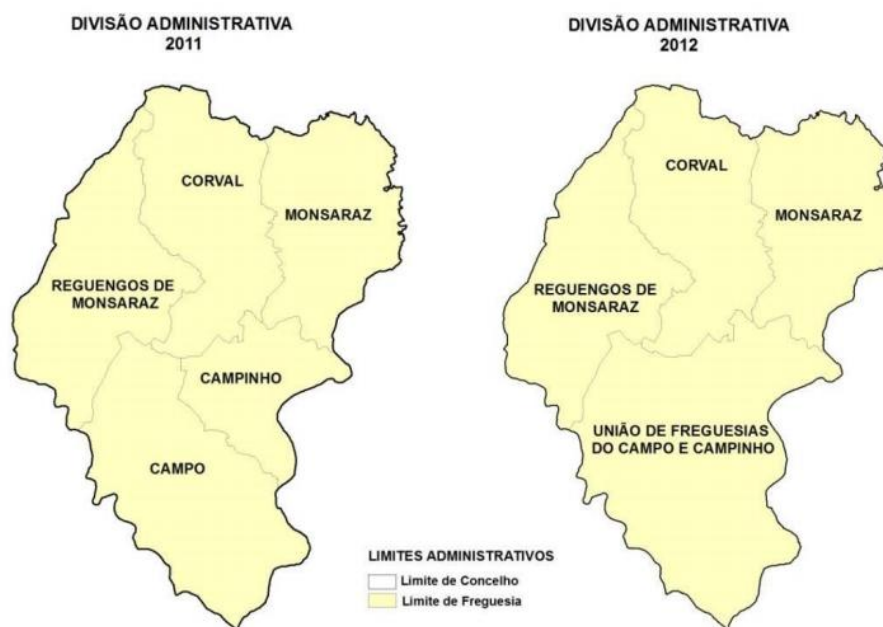 DIVISÃO ADMINISTRATIVA
2011
CORVAL
MONSARAZ
REGUENGOS DE
MONSARAZ
CAMPINHO
CAMPO
DIVISÃO ADMINISTRATIVA
2012
CORVAL
MONSARAZ
REGUENGOS DE
MONSARAZ
UNIÃO DE FREGUESIAS
DO CAMPO E CAMPINHO
LIMITES ADMINISTRATIVOS
Limite de Concelho
Limite de Freguesia